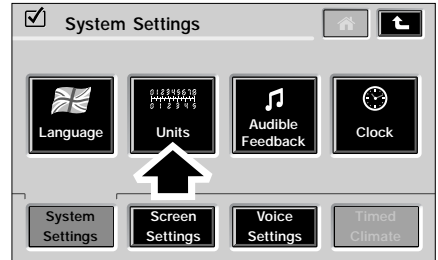 System Settings
Language
Units
Audible
Feedback
Clock
System
Settings
Screen
Settings
Voice
Settings
Timed
Climate